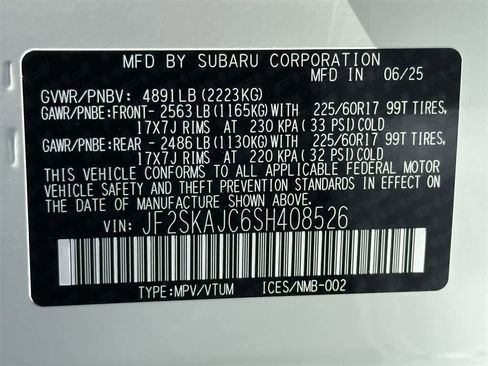 MFD BY SUBARU CORPORATION
MFD IN 06/25
GVWR/PNBV: 4891LB (2223KG)
GAWR/PNBE:FRONT- 2563LB (1165KG)WITH 225/60R17 99T TIRES,
17X7J RIMS AT 230 KPA (33 PSI)COLD
GAWR/PNBE:REAR - 2486LB (1130KG)WITH 225/60R17 99T TIRES,
17X7J RIMS AT 220 KPA (32 PSI)COLD
THIS VEHICLE CONFORMS TO ALL APPLICABLE FEDERAL MOTOR
VEHICLE SAFETY AND THEFT PREVENTION STANDARDS IN EFFECT
ON THE DATE OF MANUFACTURE SHOWN ABOVE.
VIN: JF2SKAJC6SH408526
TYPE:MPV/VTUM ICES/NMB-002